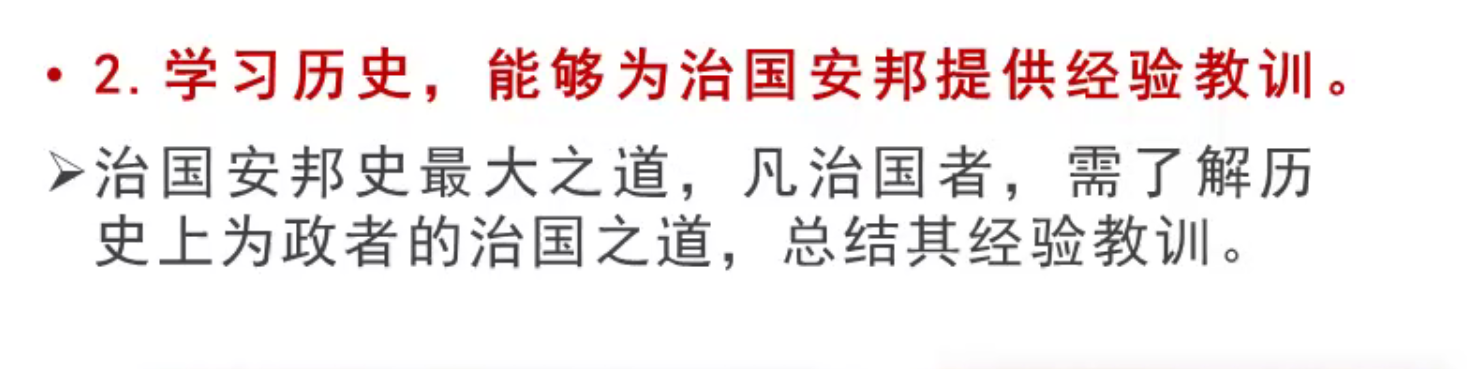 • 2. 学习历史，能够为治国安邦提供经验教训。
➢治国安邦史最大之道，凡治国者，需了解历
史上为政者的治国之道，总结其经验教训。